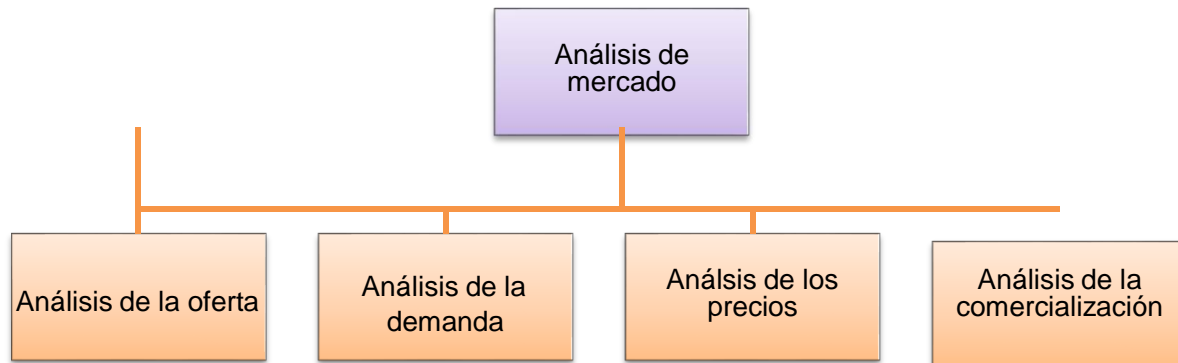 Análisis de
mercado
Análisis de la oferta
Análisis de la
demanda
Análsis de los
precios
Análisis de la
comercialización